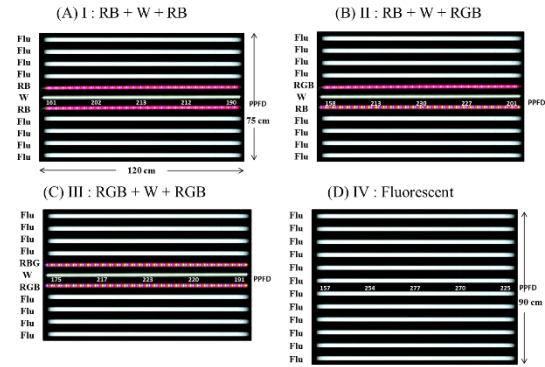 (A) I : RB + W + RB
Flu
Flu
Flu
Flu
RB
W
RB
Flu
Flu
Flu
Flu
161 202 213 212 190 PPFD
75 cm
120 cm
(B) II : RB + W + RGB
Flu
Flu
Flu
Flu
RGB
W
RB
Flu
Flu
Flu
Flu
158 213 230 227 201 PPFD
(C) III : RGB + W + RGB
Flu
Flu
Flu
Flu
RBG
W
RGB
Flu
Flu
Flu
Flu
175 217 223 220 191 PPFD
(D) IV : Fluorescent
Flu
Flu
Flu
Flu
Flu
Flu
Flu
Flu
Flu
Flu
Flu
Flu
157 254 277 270 225 PPFD
90 cm